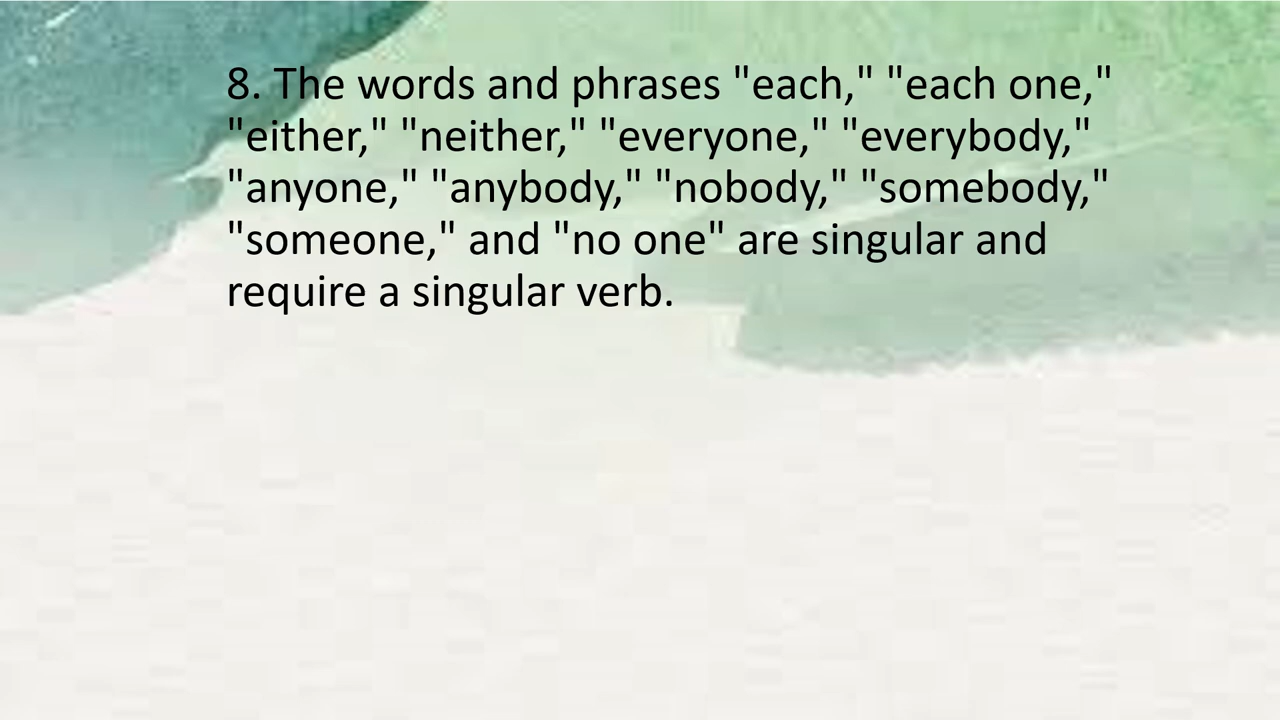 8. The words and phrases "each," "each one,"
"either," "neither," "everyone," "everybody,"
"anyone," "anybody," "nobody," "somebody,"
"someone," and "no one" are singular and
require a singular verb.